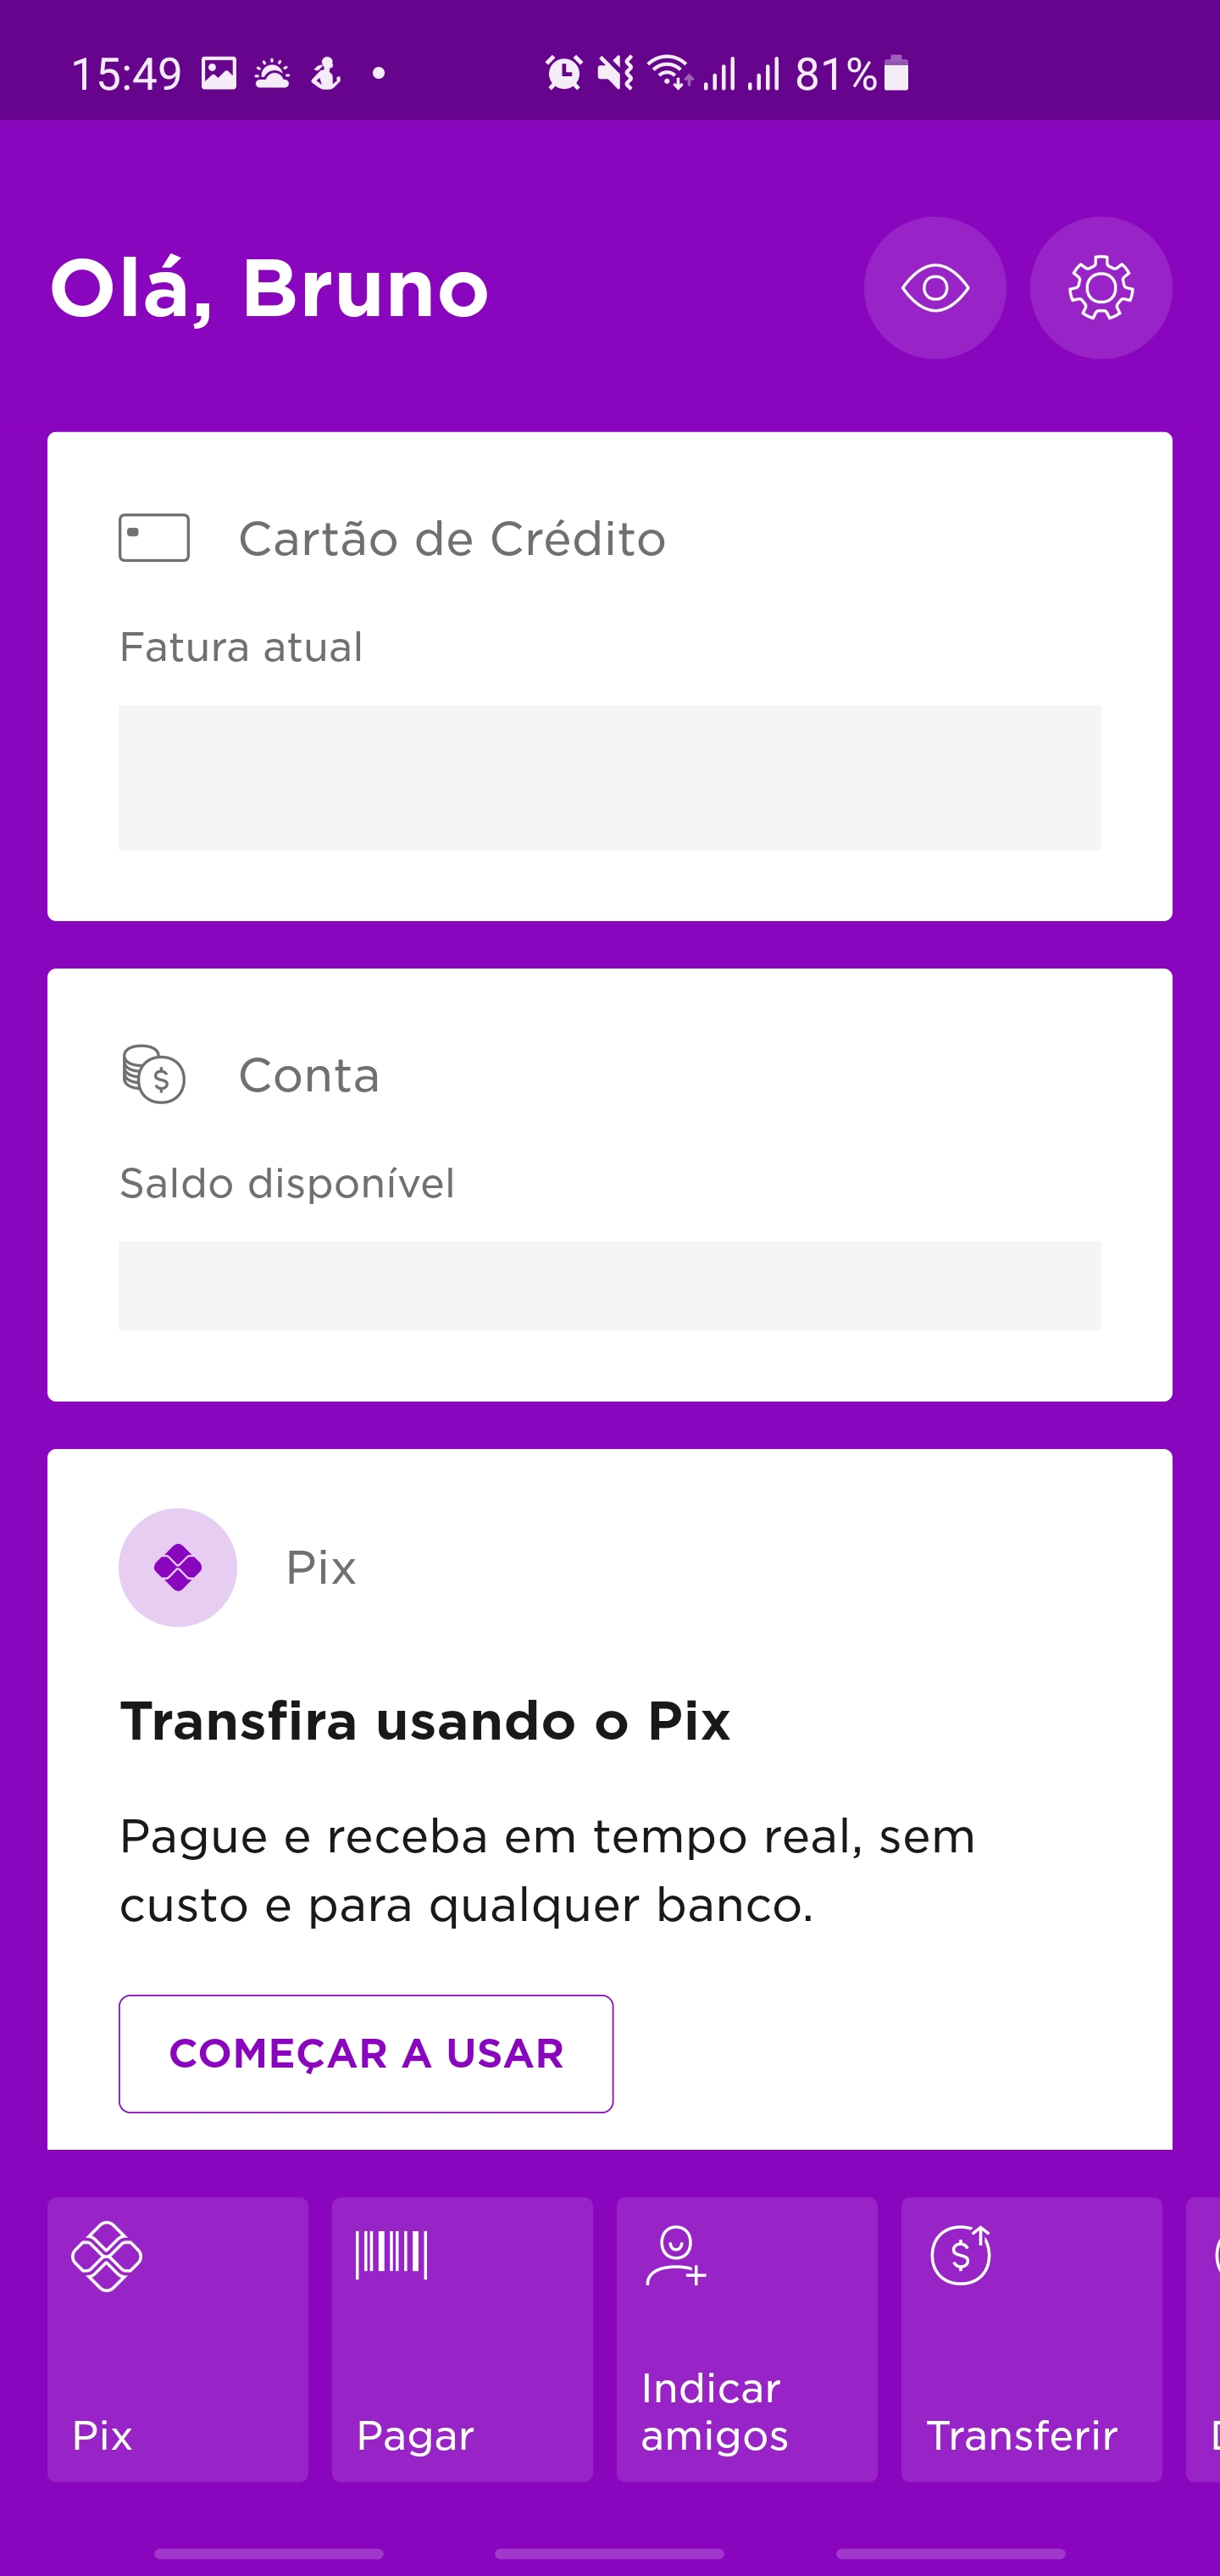 15:49
81%
Olá, Bruno
Cartão de Crédito
Fatura atual
Conta
Saldo disponível
Pix
Transfira usando o Pix
Pague e receba em tempo real, sem
custo e para qualquer banco.
COMEÇAR A USAR
Pix
Pagar
Indicar
amigos
Transferir